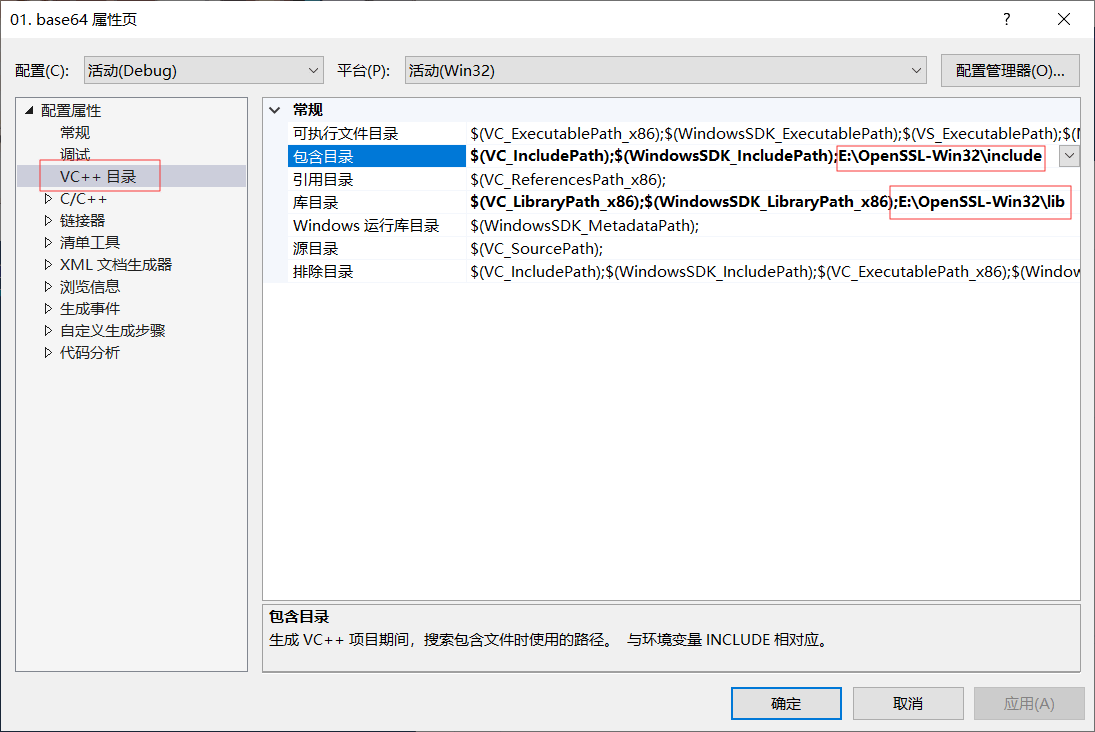 01. base64 属性页
?
配置(C):
活动(Debug)
平台(P):
活动(Win32)
配置管理器(O)...
配置属性
常规
调试
VC++ 目录
C/C++
链接器
清单工具
XML 文档生成器
浏览信息
生成事件
自定义生成步骤
代码分析
常规
可执行文件目录 $(VC_ExecutablePath_x86);$(WindowsSDK_ExecutablePath);$(VS_ExecutablePath);$(
包含目录 $(VC_IncludePath);$(WindowsSDK_IncludePath);E:\OpenSSL-Win32\include
引用目录 $(VC_ReferencesPath_x86);
库目录 $(VC_LibraryPath_x86);$(WindowsSDK_LibraryPath_x86);E:\OpenSSL-Win32\lib
Windows 运行库目录 $(WindowsSDK_MetadataPath);
源目录 $(VC_SourcePath);
排除目录 $(VC_IncludePath);$(WindowsSDK_IncludePath);$(VC_ExecutablePath_x86);$(Window
包含目录
生成 VC++ 项目期间，搜索包含文件时使用的路径。 与环境变量 INCLUDE 相对应。
确定
取消
应用(A)